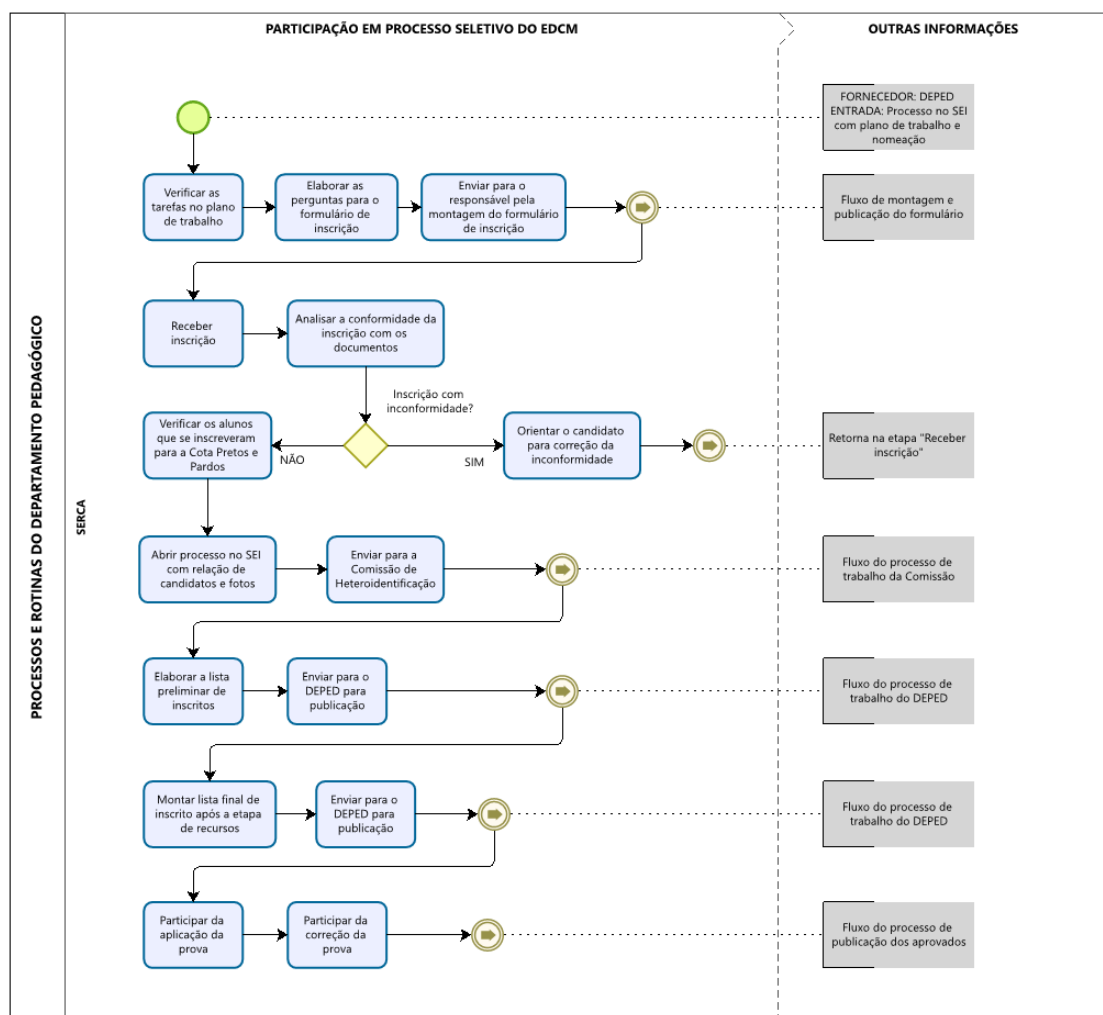 PARTICIPAÇÃO EM PROCESSO SELETIVO DO EDCM
OUTRAS INFORMAÇÕES
PROCESSOS E ROTINAS DO DEPARTAMENTO PEDAGÓGICO
SERCA
FORNECEDOR: DEPED
ENTRADA: Processo no SEI
com plano de trabalho e
nomeação
Verificar as
tarefas no plano
de trabalho
Elaborar as
perguntas para o
formulário de
inscrição
Enviar para o
responsável pela
montagem do formulário
de inscrição
Fluxo de montagem e
publicação do formulário
Receber
inscrição
Analisar a conformidade da
inscrição com os
documentos
Inscrição com
inconformidade?
Verificar os alunos
que se inscreveram
para a Cota Pretos e
Pardos
NÃO
SIM
Orientar o candidato
para correção da
inconformidade
Retorna na etapa "Receber
inscrição"
Abrir processo no SEI
com relação de
candidatos e fotos
Enviar para a
Comissão de
Heteroidentificação
Fluxo do processo de
trabalho da Comissão
Elaborar a lista
preliminar de
inscritos
Enviar para o
DEPED para
publicação
Fluxo do processo de
trabalho do DEPED
Montar lista final de
inscrito após a etapa
de recursos
Enviar para o
DEPED para
publicação
Fluxo do processo de
trabalho do DEPED
Participar da
aplicação da
prova
Participar da
correção da
prova
Fluxo do processo de
publicação dos aprovados